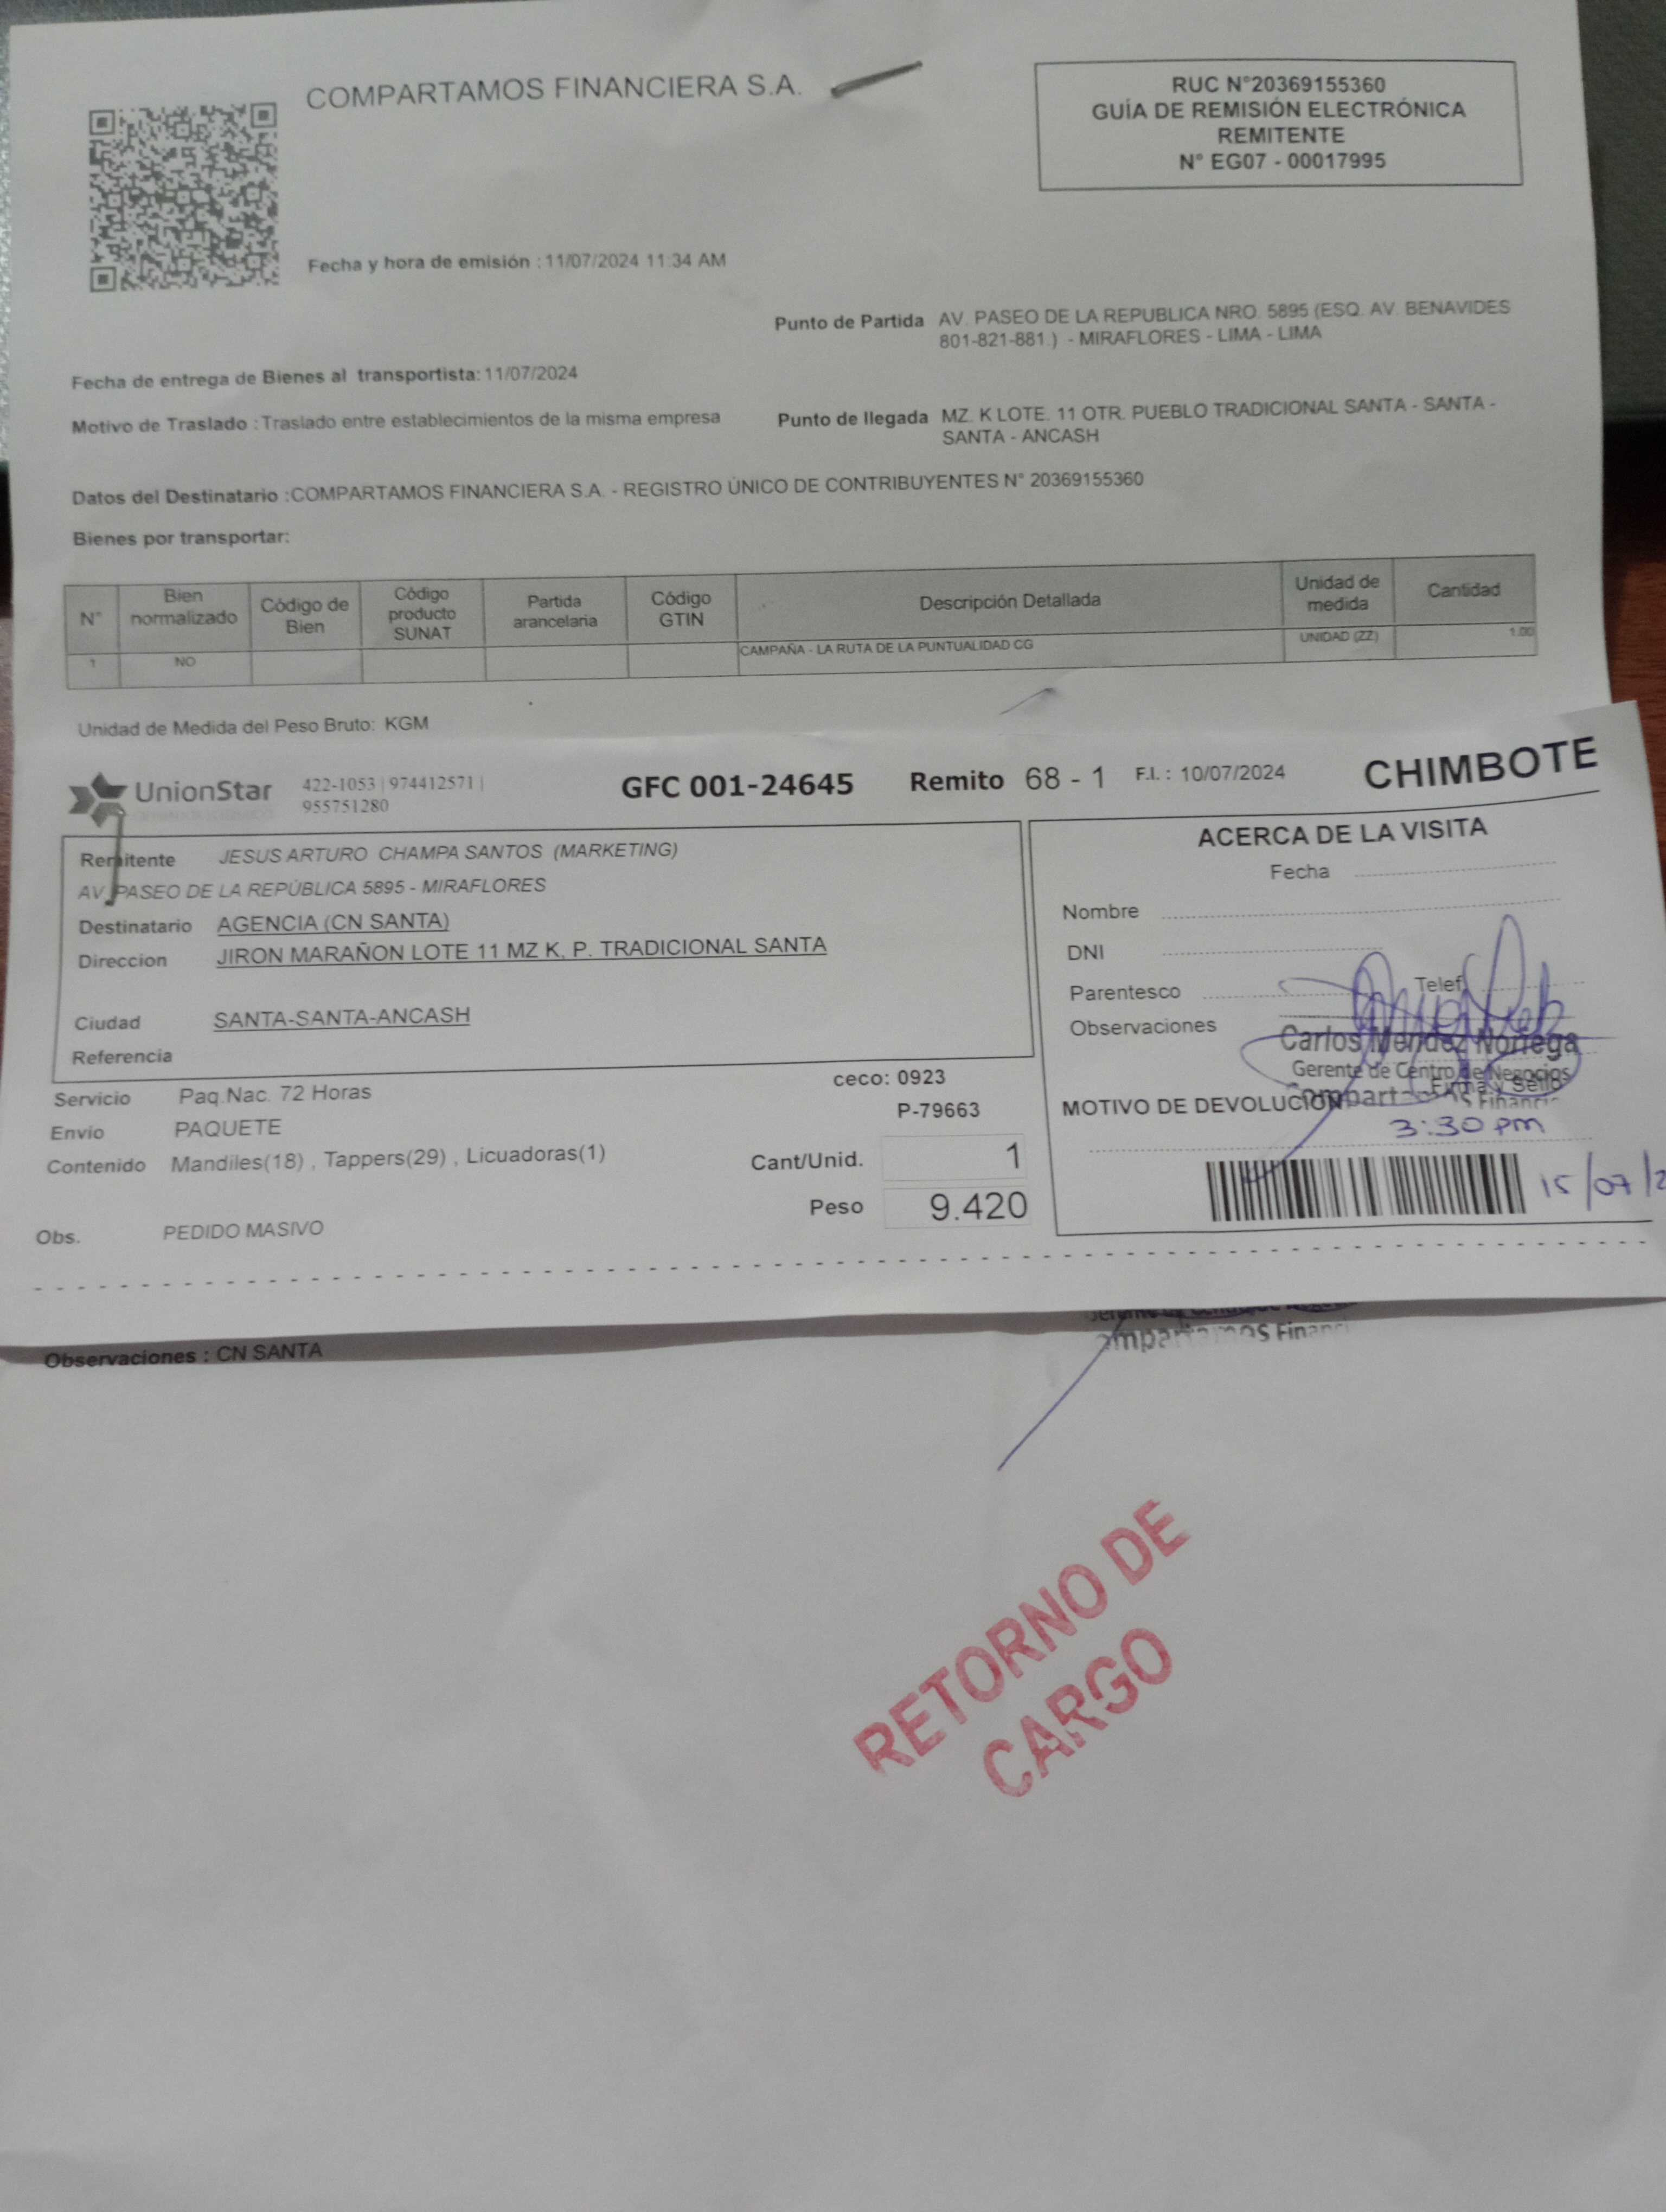 COMPARTAMOS FINANCIERA S.A.
RUC N°20369155360
GUÍA DE REMISIÓN ELECTRÓNICA
REMITENTE
N° EG07 - 00017995
Fecha y hora de emisión : 11/07/2024 11:34 AM
Punto de Partida AV. PASEO DE LA REPUBLICA NRO. 5895 (ESQ. AV. BENAVIDES
801-821-881.) - MIRAFLORES - LIMA - LIMA
Fecha de entrega de Bienes al transportista: 11/07/2024
Motivo de Traslado : Traslado entre establecimientos de la misma empresa
Punto de llegada MZ. K LOTE. 11 OTR. PUEBLO TRADICIONAL SANTA - SANTA -
SANTA - ANCASH
Datos del Destinatario :COMPARTAMOS FINANCIERA S.A. - REGISTRO ÚNICO DE CONTRIBUYENTES N° 20369155360
Bienes por transportar:
N° Bien normalizado Código de Bien Código producto SUNAT Partida arancelaria Código GTIN Descripción Detallada Unidad de medida Cantidad
1 NO CAMPAÑA - LA RUTA DE LA PUNTUALIDAD CG UNIDAD (ZZ) 1.00
Unidad de Medida del Peso Bruto: KGM
UnionStar 422-1053 | 974412571 |
955751280
GFC 001-24645 Remito 68 - 1 F.I. : 10/07/2024 CHIMBOTE
Remitente JESUS ARTURO CHAMPA SANTOS (MARKETING)
AV. PASEO DE LA REPÚBLICA 5895 - MIRAFLORES
Destinatario AGENCIA (CN SANTA)
Direccion JIRON MARAÑON LOTE 11 MZ K, P. TRADICIONAL SANTA
Ciudad SANTA-SANTA-ANCASH
Referencia
Servicio Paq.Nac. 72 Horas
ceco: 0923
Envío PAQUETE
P-79663
Contenido Mandiles(18) , Tappers(29) , Licuadoras(1)
Cant/Unid. 1
Peso 9.420
Obs. PEDIDO MASIVO
ACERCA DE LA VISITA
Fecha
Nombre
DNI
Parentesco Telef
Observaciones
Carlos Mendez Noriega
Gerente de Centro de Negocios
Firma y Sello
Compartamos Financi
MOTIVO DE DEVOLUCION
3:30 pm
15/07/2
Observaciones : CN SANTA
ompartamos Financi
RETORNO DE
CARGO